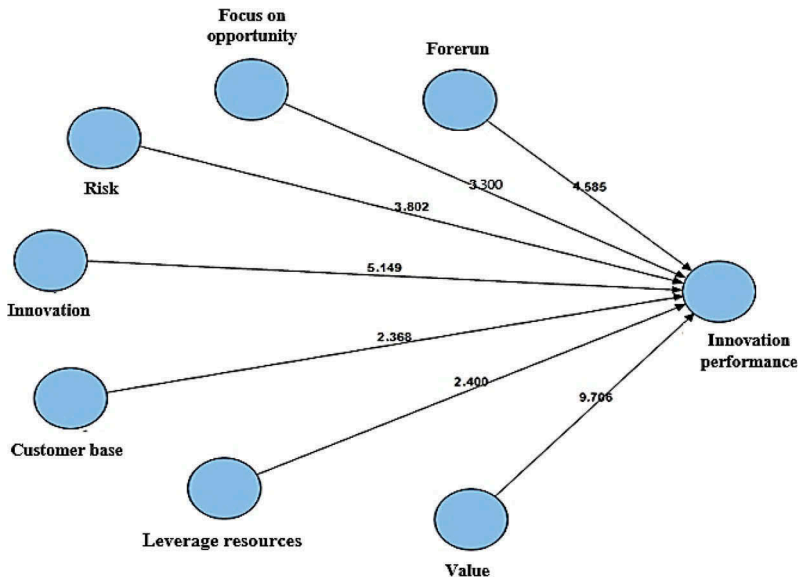 Focus on
opportunity
Forerun
Risk
3.300
4.585
3.802
Innovation
5.149
Innovation
performance
2.368
Customer base
2.400
9.706
Leverage resources
Value